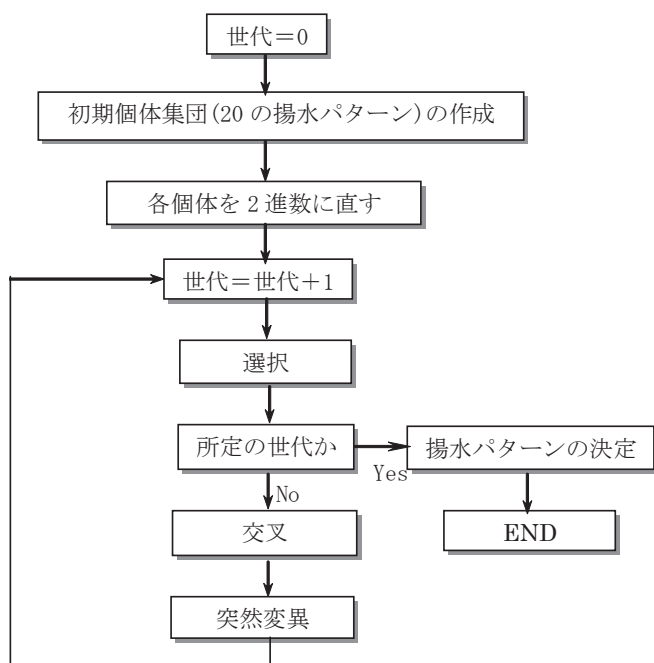 世代＝0
初期個体集団(20 の揚水パターン)の作成
各個体を 2 進数に直す
世代＝世代＋1
選択
所定の世代か
Yes
揚水パターンの決定
No
END
交叉
突然変異